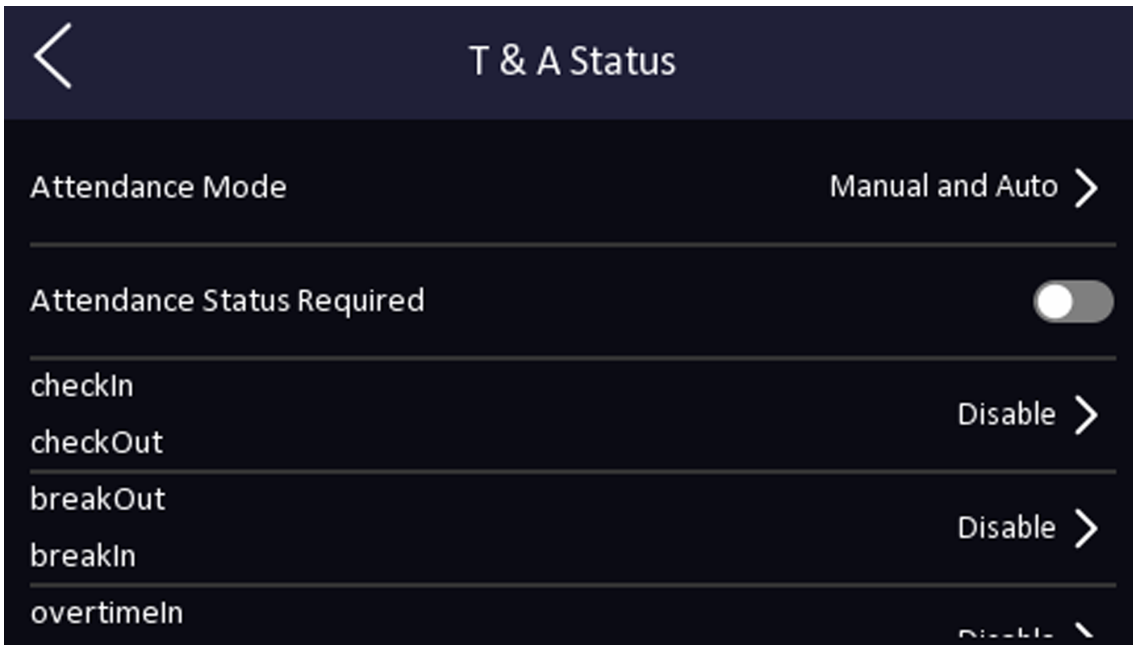 T & A Status
Attendance Mode
Manual and Auto
Attendance Status Required
checkIn
checkOut
Disable
breakOut
breakIn
Disable
overtimeIn